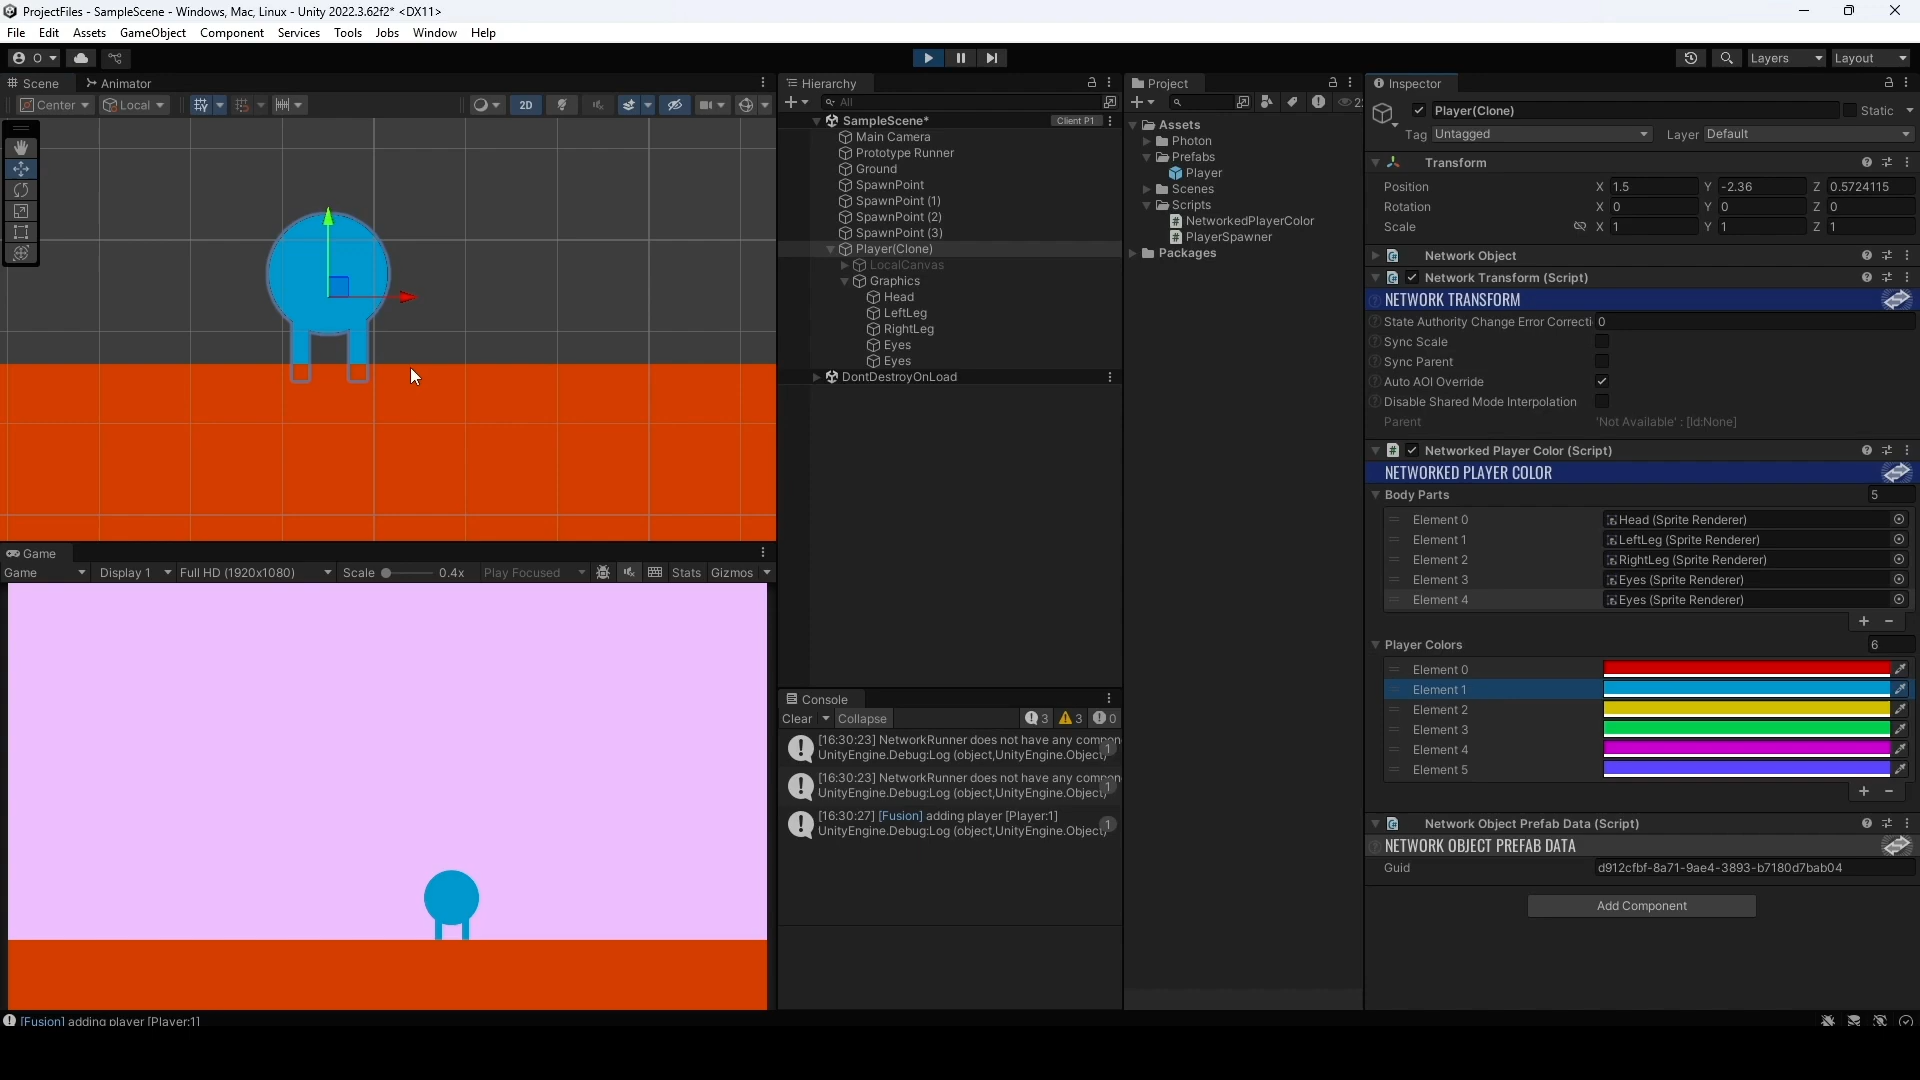 ProjectFiles - SampleScene - Windows, Mac, Linux - Unity 2022.3.62f2* <DX11>
File Edit Assets GameObject Component Services Tools Jobs Window Help
O Layers Layout
Scene Animator
Center Local 2D
Game
Game Display 1 Full HD (1920x1080) Scale 0.4x Play Focused Stats Gizmos
Hierarchy
All
SampleScene* Client P1
Main Camera
Prototype Runner
Ground
SpawnPoint
SpawnPoint (1)
SpawnPoint (2)
SpawnPoint (3)
Player(Clone)
LocalCanvas
Graphics
Head
LeftLeg
RightLeg
Eyes
Eyes
DontDestroyOnLoad
Console
Clear Collapse 3 3 0
[16:30:23] NetworkRunner does not have any compon
UnityEngine.Debug:Log (object,UnityEngine.Object) 1
[16:30:23] NetworkRunner does not have any compon
UnityEngine.Debug:Log (object,UnityEngine.Object) 1
[16:30:27] [Fusion] adding player [Player:1]
UnityEngine.Debug:Log (object,UnityEngine.Object) 1
Project
Assets
Photon
Prefabs
Player
Scenes
Scripts
NetworkedPlayerColor
PlayerSpawner
Packages
Inspector
Player(Clone) Static
Tag Untagged Layer Default
Transform
Position X 1.5 Y -2.36 Z 0.5724115
Rotation X 0 Y 0 Z 0
Scale X 1 Y 1 Z 1
Network Object
Network Transform (Script)
NETWORK TRANSFORM
State Authority Change Error Correcti 0
Sync Scale
Sync Parent
Auto AOI Override
Disable Shared Mode Interpolation
Parent 'Not Available' : [Id:None]
Networked Player Color (Script)
NETWORKED PLAYER COLOR
Body Parts 5
Element 0 Head (Sprite Renderer)
Element 1 LeftLeg (Sprite Renderer)
Element 2 RightLeg (Sprite Renderer)
Element 3 Eyes (Sprite Renderer)
Element 4 Eyes (Sprite Renderer)
Player Colors 6
Element 0
Element 1
Element 2
Element 3
Element 4
Element 5
Network Object Prefab Data (Script)
NETWORK OBJECT PREFAB DATA
Guid d912cfbf-8a71-9ae4-3893-b7180d7bab04
Add Component
[Fusion] adding player [Player:1]